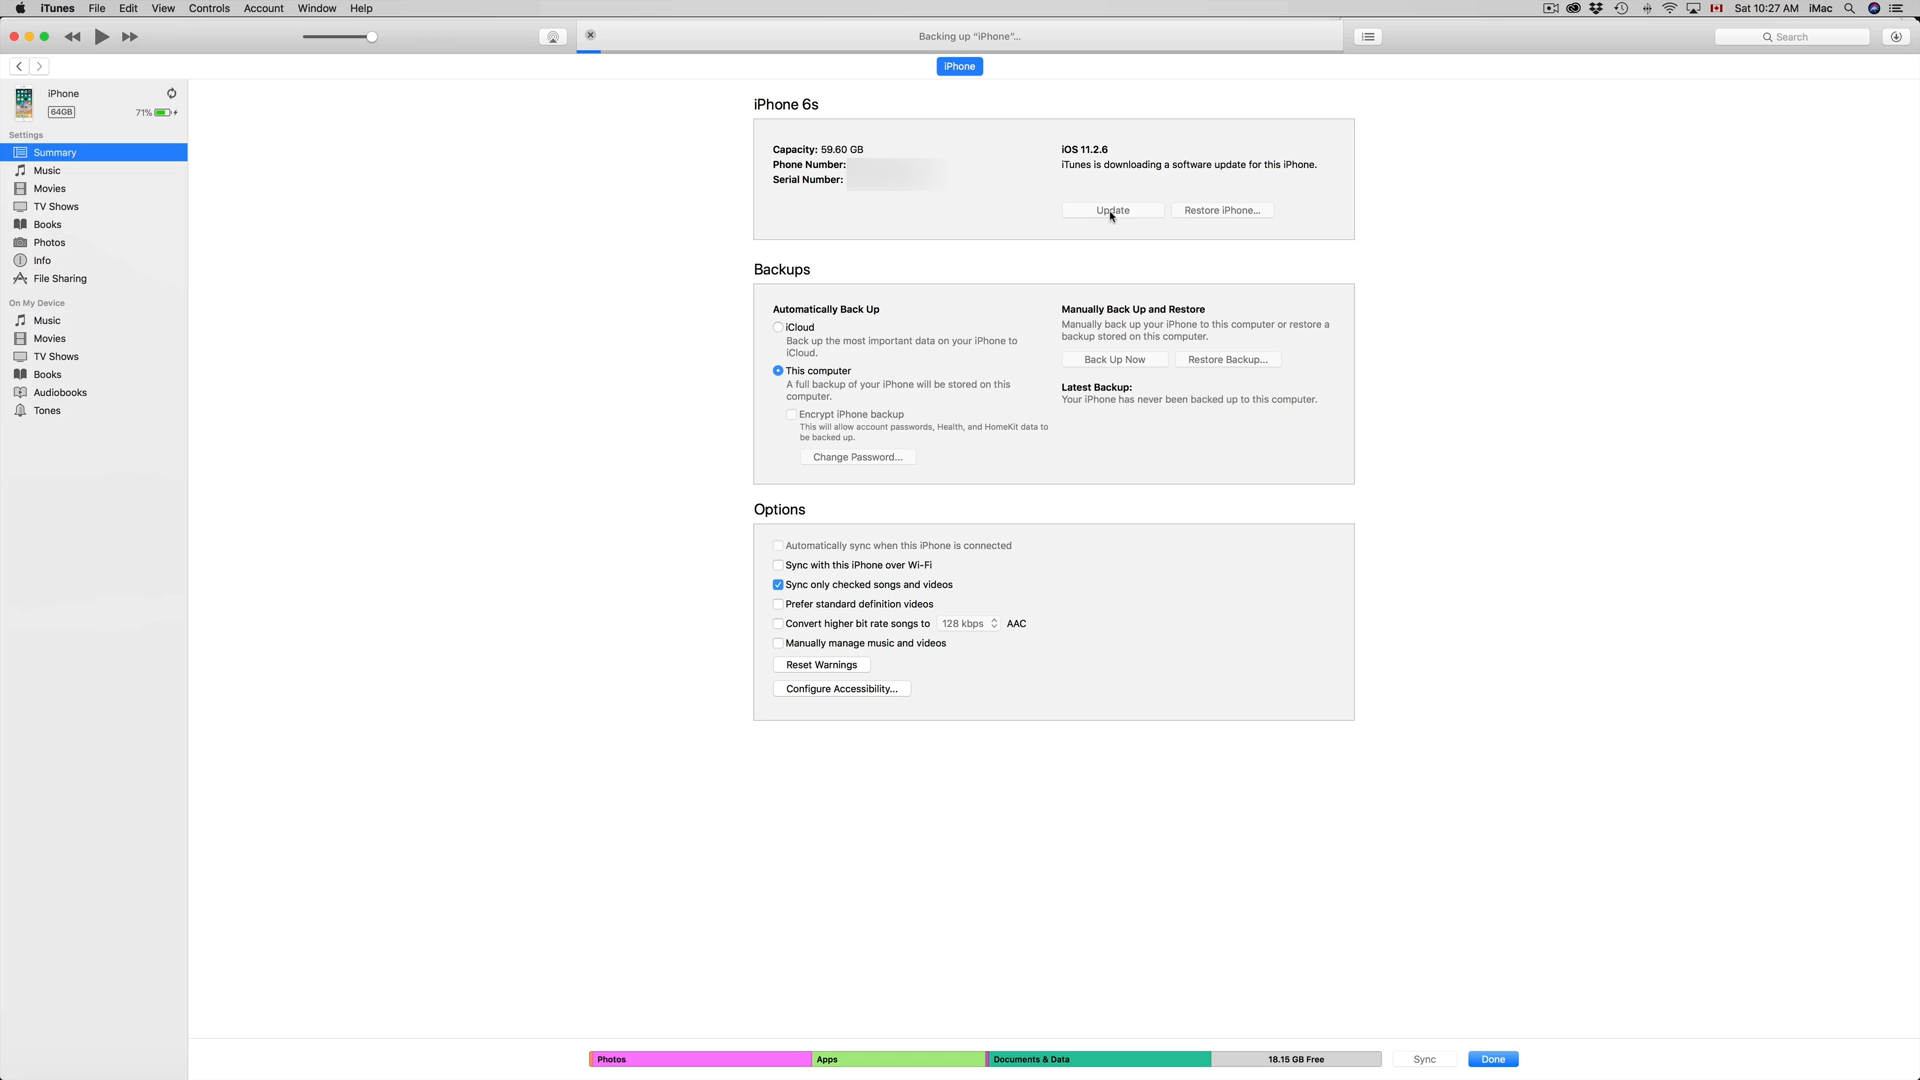 iTunes File Edit View Controls Account Window Help
Sat 10:27 AM iMac
Backing up "iPhone"...
Search
iPhone
iPhone
64GB
71%
Settings
Summary
Music
Movies
TV Shows
Books
Photos
Info
File Sharing
On My Device
Music
Movies
TV Shows
Books
Audiobooks
Tones
iPhone 6s
Capacity: 59.60 GB
Phone Number:
Serial Number:
iOS 11.2.6
iTunes is downloading a software update for this iPhone.
Update
Restore iPhone...
Backups
Automatically Back Up
iCloud
Back up the most important data on your iPhone to
iCloud.
This computer
A full backup of your iPhone will be stored on this
computer.
Encrypt iPhone backup
This will allow account passwords, Health, and HomeKit data to
be backed up.
Change Password...
Manually Back Up and Restore
Manually back up your iPhone to this computer or restore a
backup stored on this computer.
Back Up Now
Restore Backup...
Latest Backup:
Your iPhone has never been backed up to this computer.
Options
Automatically sync when this iPhone is connected
Sync with this iPhone over Wi-Fi
Sync only checked songs and videos
Prefer standard definition videos
Convert higher bit rate songs to 128 kbps AAC
Manually manage music and videos
Reset Warnings
Configure Accessibility...
Photos
Apps
Documents & Data
18.15 GB Free
Sync
Done